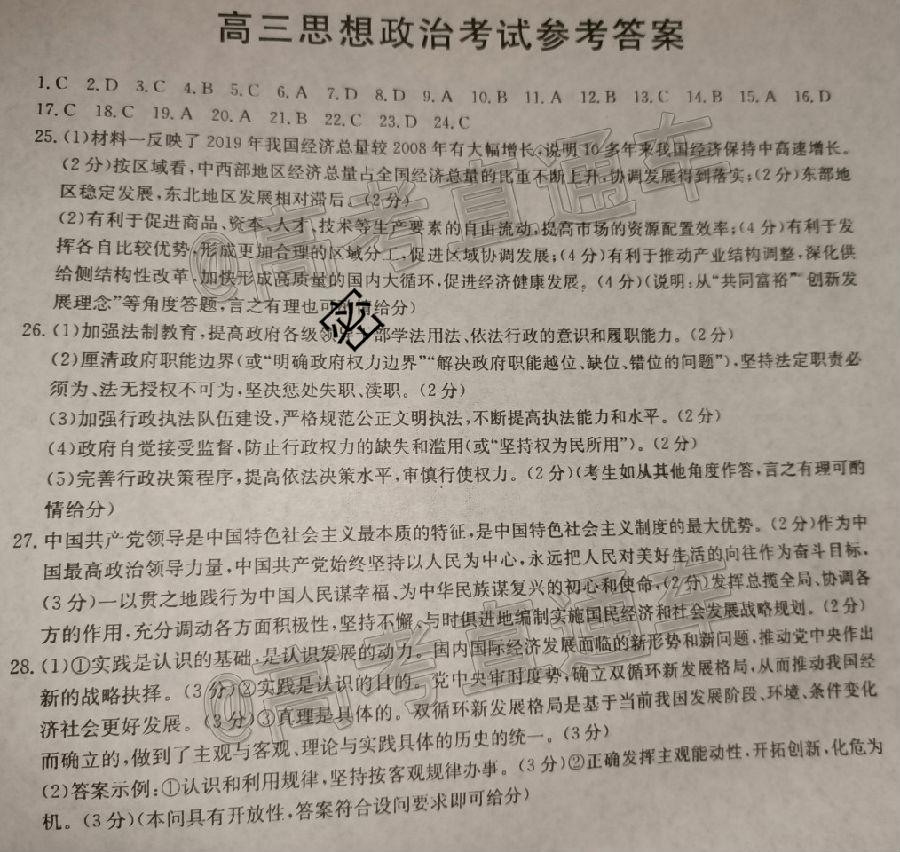 高三思想政治考试参考答案
1.C 2.D 3.C 4.B 5.C 6.A 7.D 8.D 9.A 10.B 11.A 12.B 13.C 14.B 15.A 16.D
17.C 18.C 19.A 20.A 21.B 22.C 23.D 24.C
25.(1)材料一反映了2019年我国经济总量较2008年有大幅增长,说明10多年来我国经济保持中高速增长。
(2分)按区域看,中西部地区经济总量占全国经济总量的比重不断上升,协调发展得到落实;(2分)东部地
区稳定发展,东北地区发展相对滞后。(2分)
(2)有利于促进商品、资本、人才、技术等生产要素的自由流动,提高市场的资源配置效率;(4分)有利于发
挥各自比较优势,形成更加合理的区域分工,促进区域协调发展;(4分)有利于推动产业结构调整,深化供
给侧结构性改革,加快形成高质量的国内大循环,促进经济健康发展。(4分)(说明:从“共同富裕”“创新发
展理念”等角度答题,言之有理也可给分)
密
26.(1)加强法制教育,提高政府各级领导干部学法用法、依法行政的意识和履职能力。(2分)
(2)厘清政府职能边界(或“明确政府权力边界”“解决政府职能越位、缺位、错位的问题”),坚持法定职责必
须为、法无授权不可为,坚决惩处失职、渎职。(2分)
(3)加强行政执法队伍建设,严格规范公正文明执法,不断提高执法能力和水平。(2分)
(4)政府自觉接受监督,防止行政权力的缺失和滥用(或“坚持权为民所用”)。(2分)
(5)完善行政决策程序,提高依法决策水平,审慎行使权力。(2分)(考生如从其他角度作答,言之有理可酌
情给分)
27.中国共产党领导是中国特色社会主义最本质的特征,是中国特色社会主义制度的最大优势。(2分)作为中
国最高政治领导力量,中国共产党始终坚持以人民为中心,永远把人民对美好生活的向往作为奋斗目标,
(3分)一以贯之地践行为中国人民谋幸福、为中华民族谋复兴的初心和使命,(2分)发挥总揽全局、协调各
方的作用,充分调动各方面积极性,坚持不懈、与时俱进地编制实施国民经济和社会发展战略规划。(2分)
28.(1)①实践是认识的基础,是认识发展的动力。国内国际经济发展面临的新形势和新问题,推动党中央作出
新的战略抉择。(3分)②实践是认识的目的。党中央审时度势,确立双循环新发展格局,从而推动我国经
济社会更好发展。(3分)③真理是具体的。双循环新发展格局是基于当前我国发展阶段、环境、条件变化
而确立的,做到了主观与客观、理论与实践具体的历史的统一。(3分)
(2)答案示例:①认识和利用规律,坚持按客观规律办事。(3分)②正确发挥主观能动性,开拓创新,化危为
机。(3分)(本问具有开放性,答案符合设问要求即可给分)
@高考直通车
@高考直通车